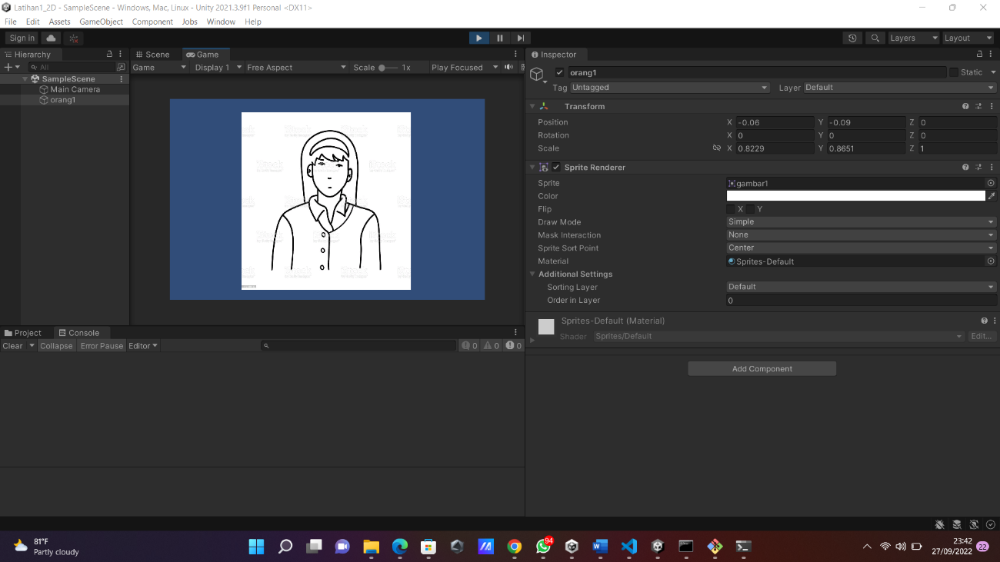 Latihan1_2D - SampleScene - Windows, Mac, Linux - Unity 2021.3.9f1 Personal <DX11>
File Edit Assets GameObject Component Jobs Window Help
Sign in
Layers Layout
Hierarchy
All
SampleScene
Main Camera
orang1
Scene Game
Game Display 1 Free Aspect Scale 1x Play Focused
iStock
Project Console
Clear Collapse Error Pause Editor 0 0 0
Inspector
orang1 Static
Tag Untagged Layer Default
Transform
Position X -0.06 Y -0.09 Z 0
Rotation X 0 Y 0 Z 0
Scale X 0.8229 Y 0.8651 Z 1
Sprite Renderer
Sprite gambar1
Color
Flip X Y
Draw Mode Simple
Mask Interaction None
Sprite Sort Point Center
Material Sprites-Default
Additional Settings
Sorting Layer Default
Order in Layer 0
Sprites-Default (Material)
Shader Sprites/Default Edit...
Add Component
81°F
Partly cloudy
94
23:42
27/09/2022
22